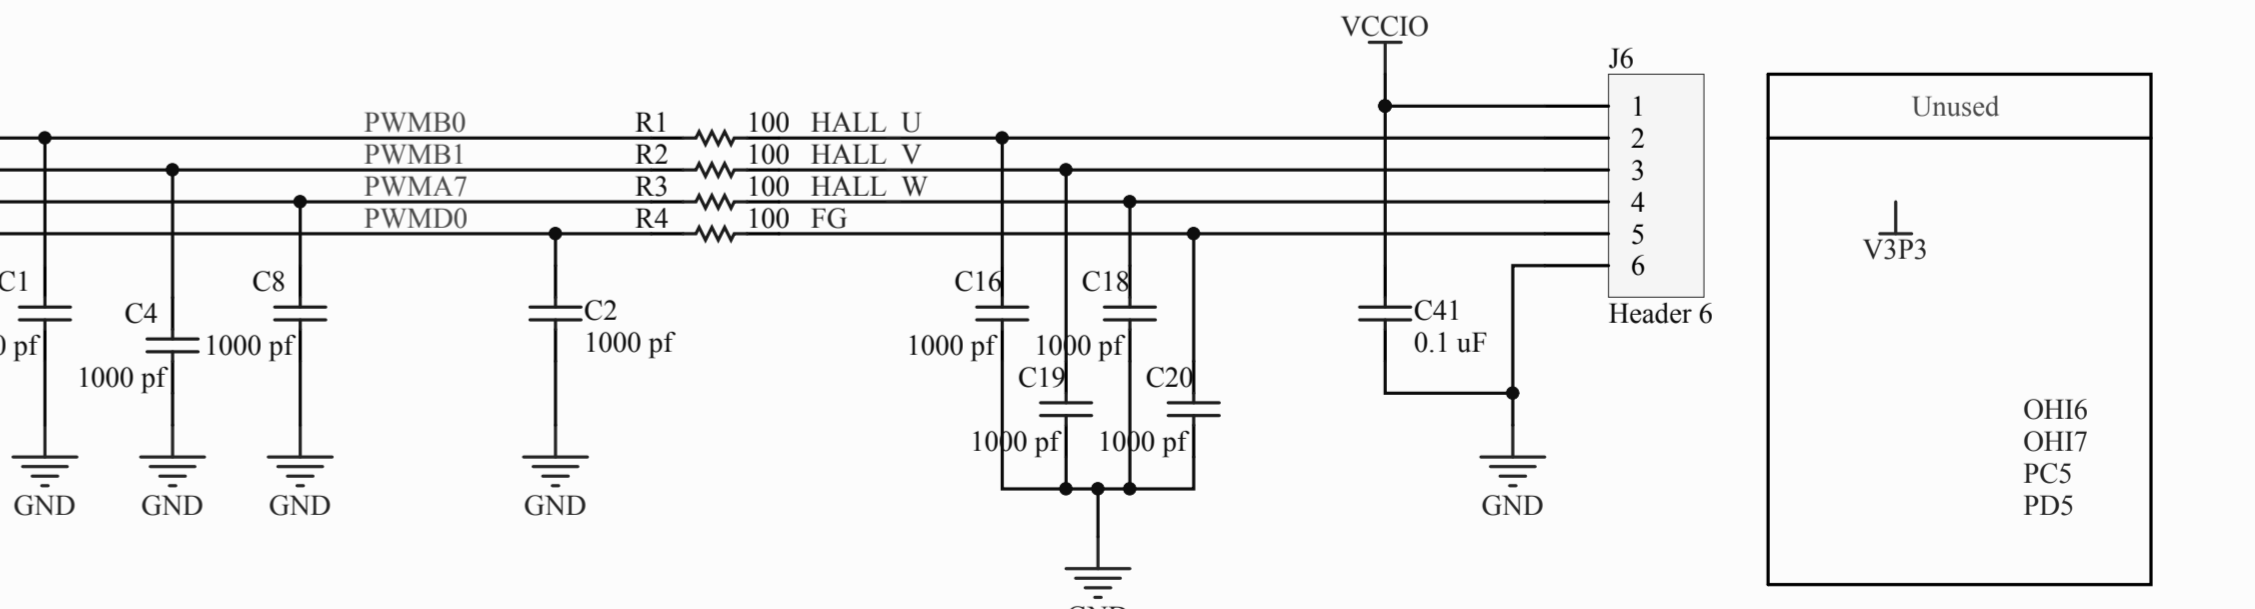 VCCIO
J6
PWMB0 R1 100 HALL U 1 Unused
PWMB1 R2 100 HALL V 2
PWMA7 R3 100 HALL W 3
PWMD0 R4 100 FG 4
5
V3P3
6
C1 C8 C16 C18
C4 C2 C41 Header 6
0 pf 1000 pf 1000 pf 1000 pf 1000 pf 0.1 uF
1000 pf C19 C20
OHI6
1000 pf 1000 pf OHI7
PC5
GND GND GND GND GND PD5
GND